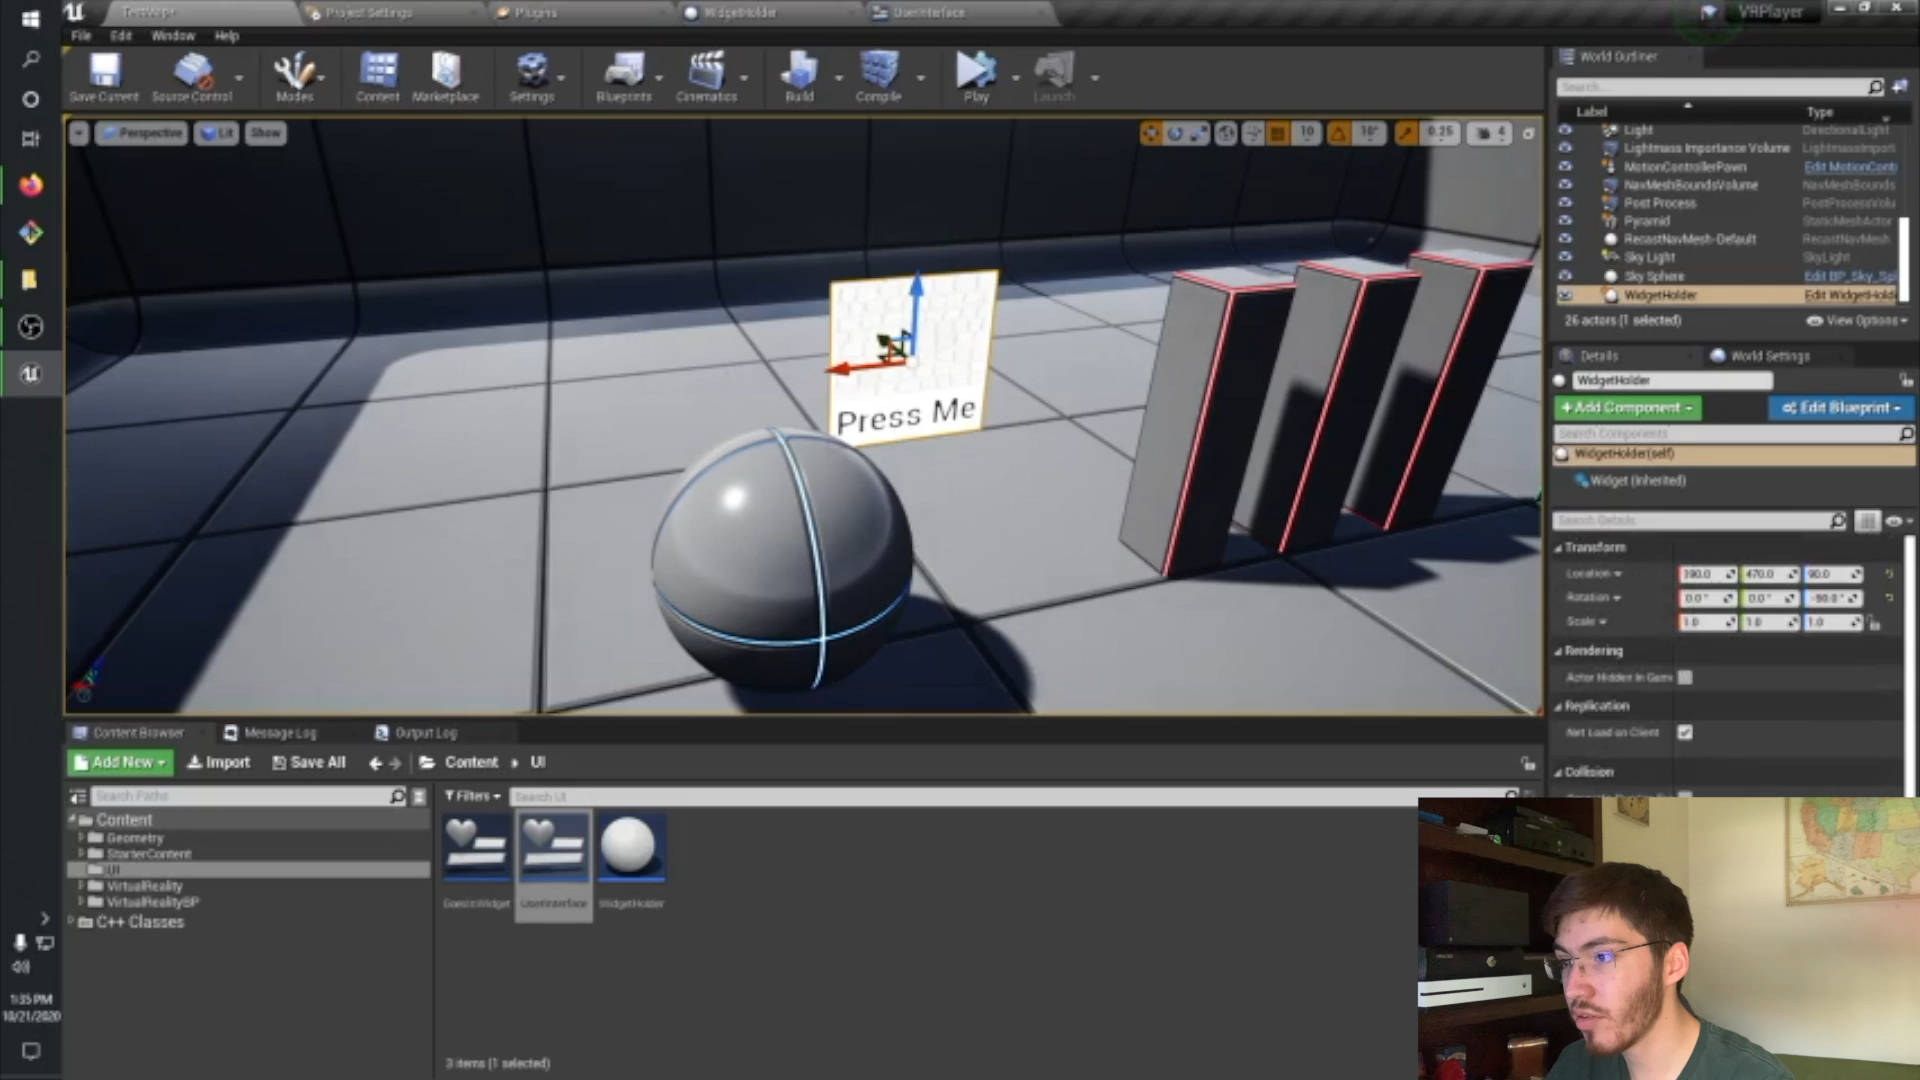 TestMap*
Project Settings
Plugins
WidgetHolder
UserInterface
VRPlayer
File Edit Window Help
Save Current
Source Control
Modes
Content
Marketplace
Settings
Blueprints
Cinematics
Build
Compile
Play
Launch
Perspective
Lit
Show
10
10°
0.25
4
Press Me
World Outliner
Search...
Label
Type
Light
DirectionalLight
Lightmass Importance Volume
LightmassImport
MotionControllerPawn
Edit MotionCont
NavMeshBoundsVolume
NavMeshBounds
Post Process
PostProcessVolu
Pyramid
StaticMeshActor
RecastNavMesh-Default
RecastNavMesh
Sky Light
SkyLight
Sky Sphere
Edit BP_Sky_Sp
WidgetHolder
Edit WidgetHold
26 actors (1 selected)
View Options
Details
World Settings
WidgetHolder
+Add Component
Edit Blueprint
Search Components
WidgetHolder(self)
Widget (Inherited)
Search Details
Transform
Location
470.0
90.0
Rotation
0.0°
0.0°
-90.0°
Scale
1.0
1.0
1.0
Rendering
Actor Hidden In Game
Replication
Net Load on Client
Collision
Content Browser
Message Log
Output Log
Add New
Import
Save All
Content
UI
Search Paths
Filters
Search UI
Content
Geometry
StarterContent
UI
VirtualReality
VirtualRealityBP
C++ Classes
UserInterface
WidgetHolder
3 items (1 selected)
1:35 PM
10/21/2020